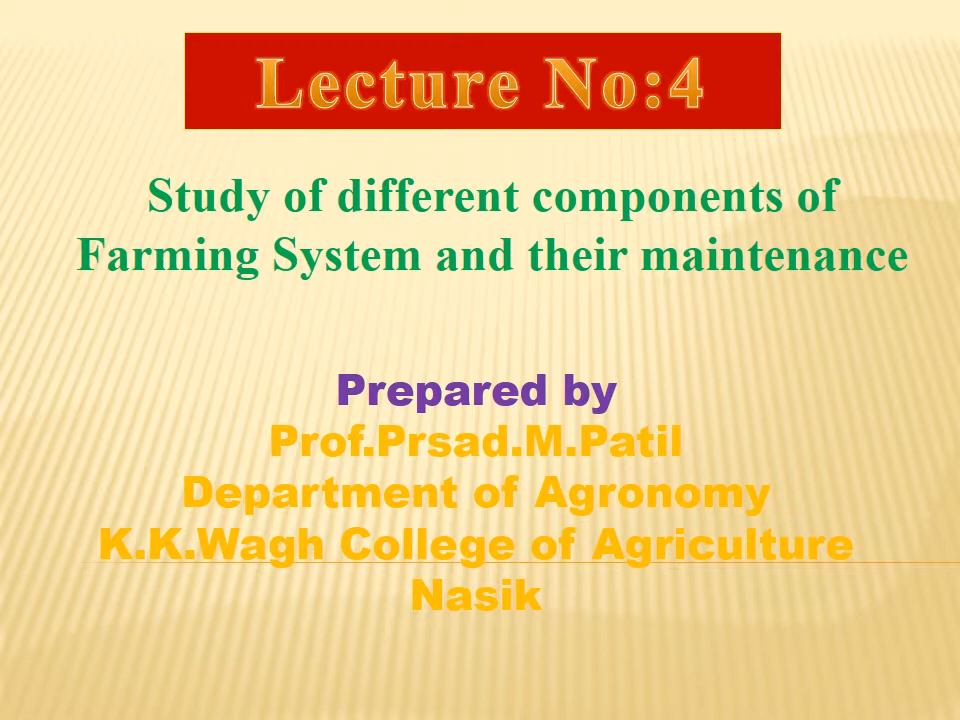 Lecture No:4
Study of different components of
Farming System and their maintenance
Prepared by
Prof.Prsad.M.Patil
Department of Agronomy
K.K.Wagh College of Agriculture
Nasik